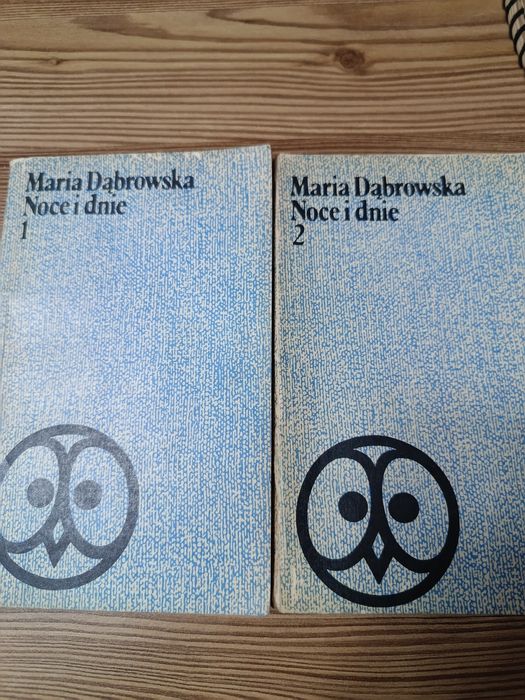 Maria Dąbrowska
Noce i dnie
1
Maria Dąbrowska
Noce i dnie
2